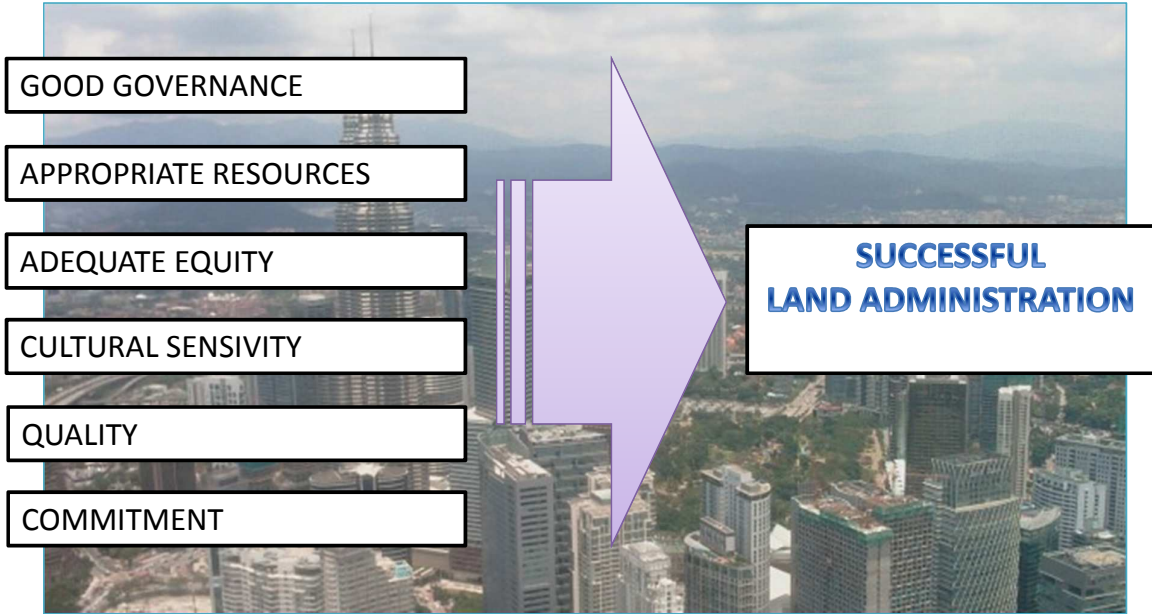 GOOD GOVERNANCE
APPROPRIATE RESOURCES
ADEQUATE EQUITY
CULTURAL SENSIVITY
QUALITY
COMMITMENT
SUCCESSFUL
LAND ADMINISTRATION